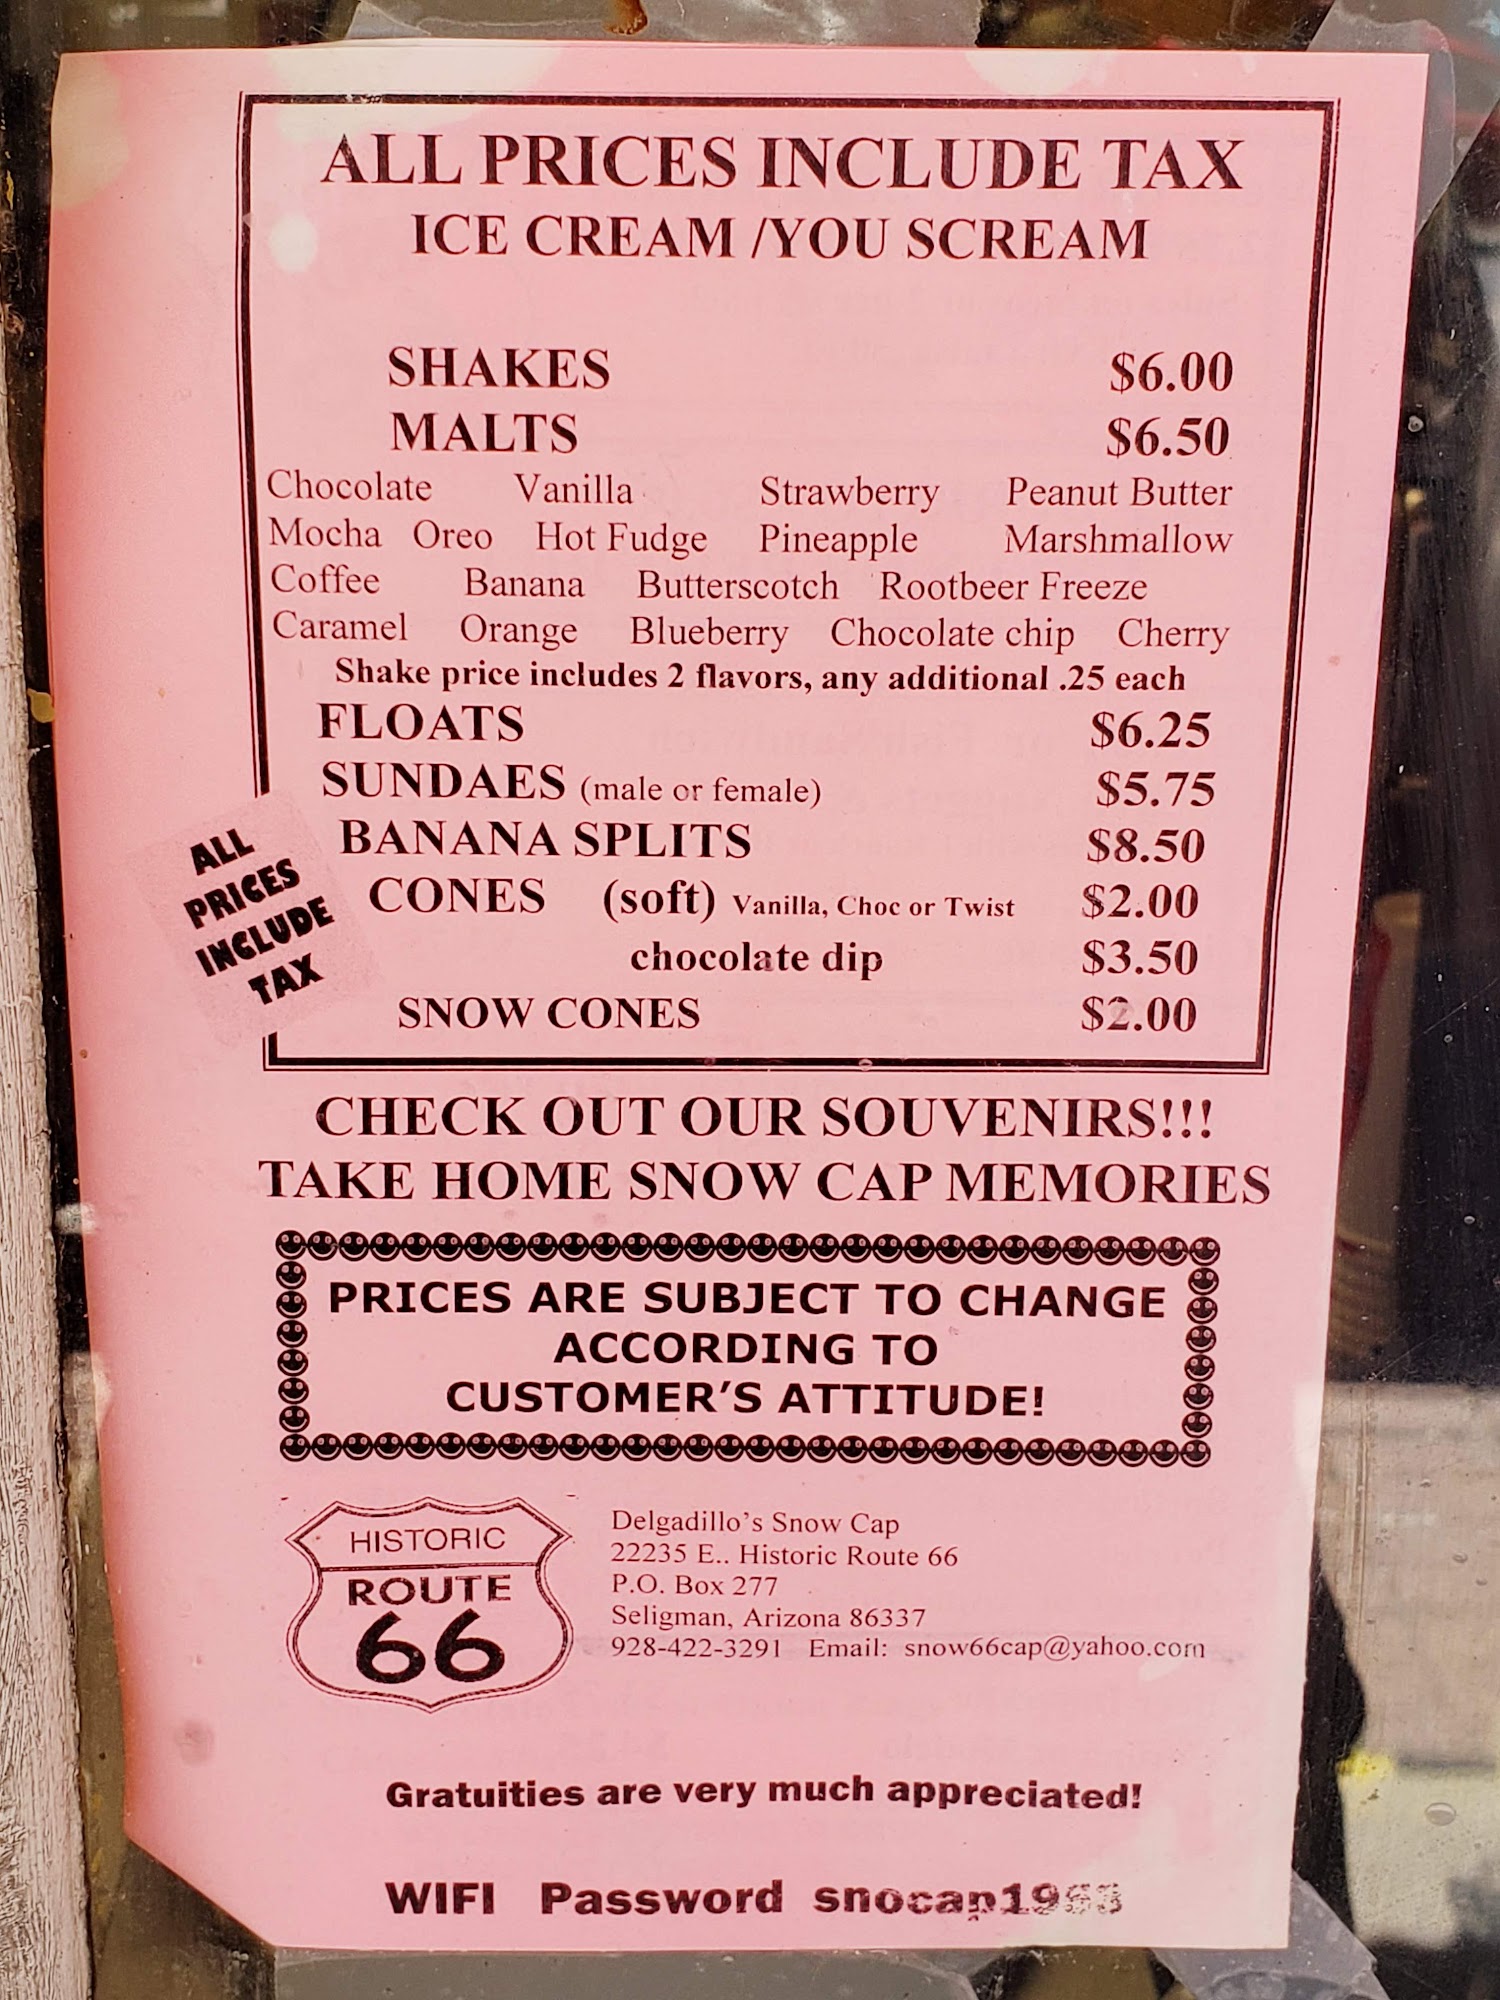 ALL PRICES INCLUDE TAX
ICE CREAM /YOU SCREAM
SHAKES $6.00
MALTS $6.50
Chocolate Vanilla Strawberry Peanut Butter
Mocha Oreo Hot Fudge Pineapple Marshmallow
Coffee Banana Butterscotch Rootbeer Freeze
Caramel Orange Blueberry Chocolate chip Cherry
Shake price includes 2 flavors, any additional .25 each
FLOATS $6.25
SUNDAES (male or female) $5.75
BANANA SPLITS $8.50
CONES (soft) Vanilla, Choc or Twist $2.00
chocolate dip $3.50
SNOW CONES $2.00
ALL
PRICES
INCLUDE
TAX
CHECK OUT OUR SOUVENIRS!!!
TAKE HOME SNOW CAP MEMORIES
PRICES ARE SUBJECT TO CHANGE
ACCORDING TO
CUSTOMER'S ATTITUDE!
HISTORIC
ROUTE
66
Delgadillo's Snow Cap
22235 E.. Historic Route 66
P.O. Box 277
Seligman, Arizona 86337
928-422-3291 Email: snow66cap@yahoo.com
Gratuities are very much appreciated!
WIFI Password